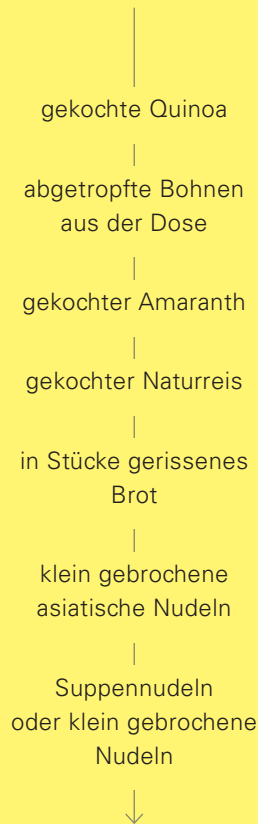 gekochte Quinoa
abgetropfte Bohnen
aus der Dose
gekochter Amaranth
gekochter Naturreis
in Stücke gerissenes
Brot
klein gebrochene
asiatische Nudeln
Suppennudeln
oder klein gebrochene
Nudeln